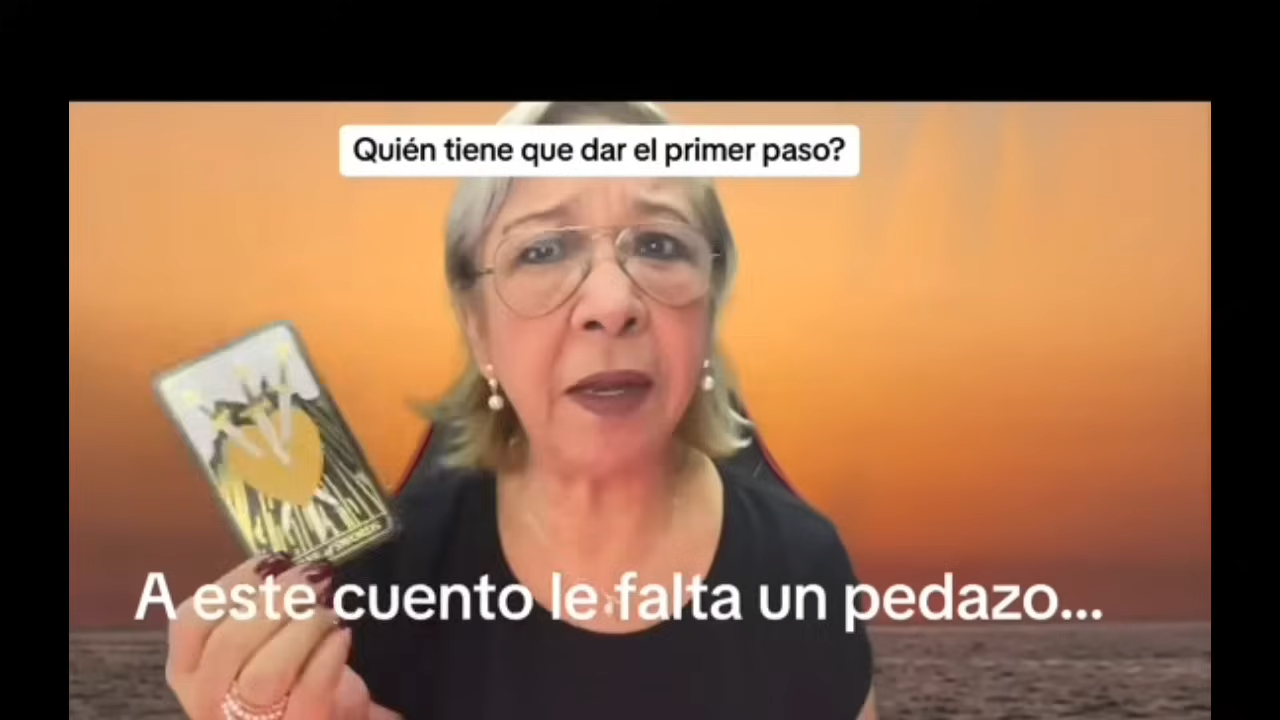 Quién tiene que dar el primer paso?
A este cuento le falta un pedazo...